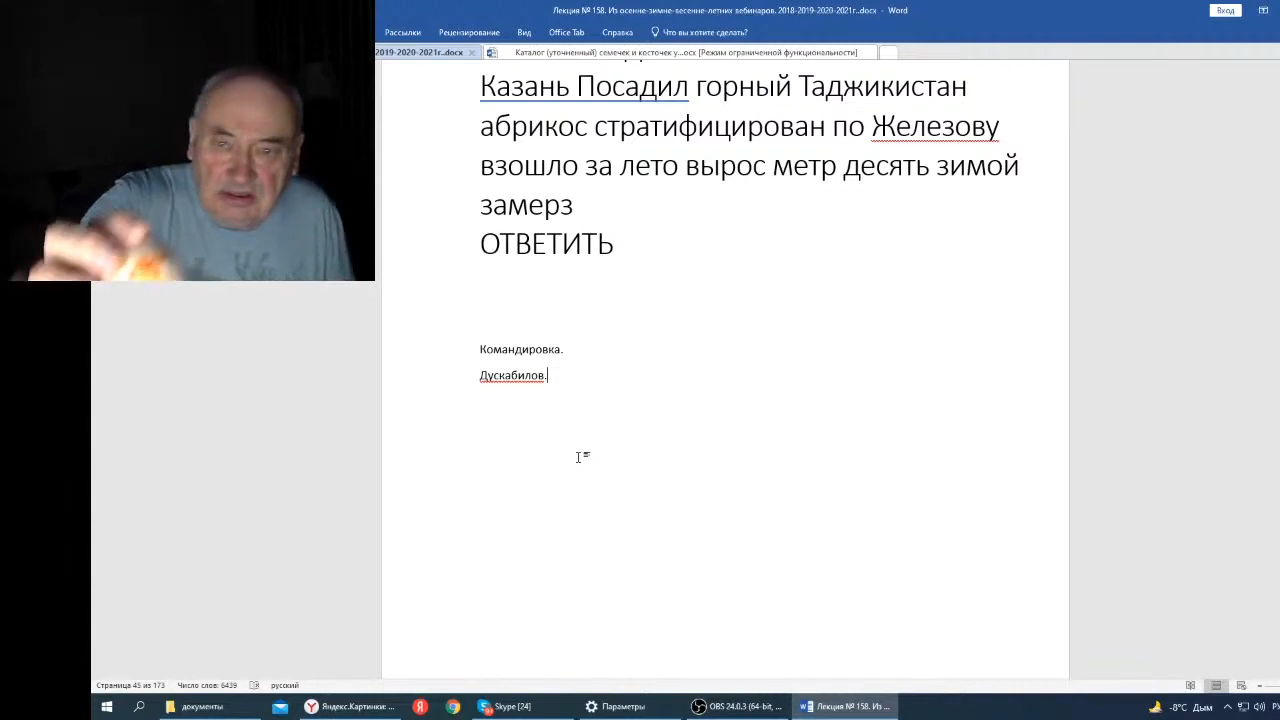 Лекция № 158. Из осенне-зимне-весенне-летних вебинаров. 2018-2019-2020-2021г..docx - Word
Вход
Рассылки Рецензирование Вид Office Tab Справка Что вы хотите сделать?
2019-2020-2021г..docx Каталог (уточненный) семечек и косточек у...осх [Режим ограниченной функциональности]
Казань Посадил горный Таджикистан
абрикос стратифицирован по Железову
взошло за лето вырос метр десять зимой
замерз
ОТВЕТИТЬ
Командировка.
Дускабилов.
Страница 45 из 173 Число слов: 6439 русский
документы Яндекс.Картинки: ... Skype [24] Параметры OBS 24.0.3 (64-bit, ... Лекция № 158. Из ... -8°C Дым